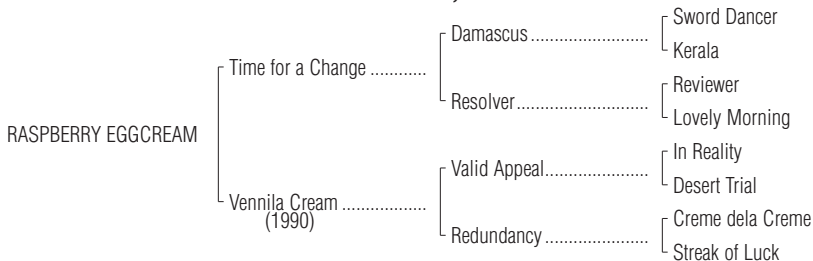 Sword Dancer
Damascus
Kerala
Time for a Change
Reviewer
Resolver
Lovely Morning
RASPBERRY EGGCREAM
In Reality
Valid Appeal
Desert Trial
Vennila Cream
(1990)
Creme dela Creme
Redundancy
Streak of Luck